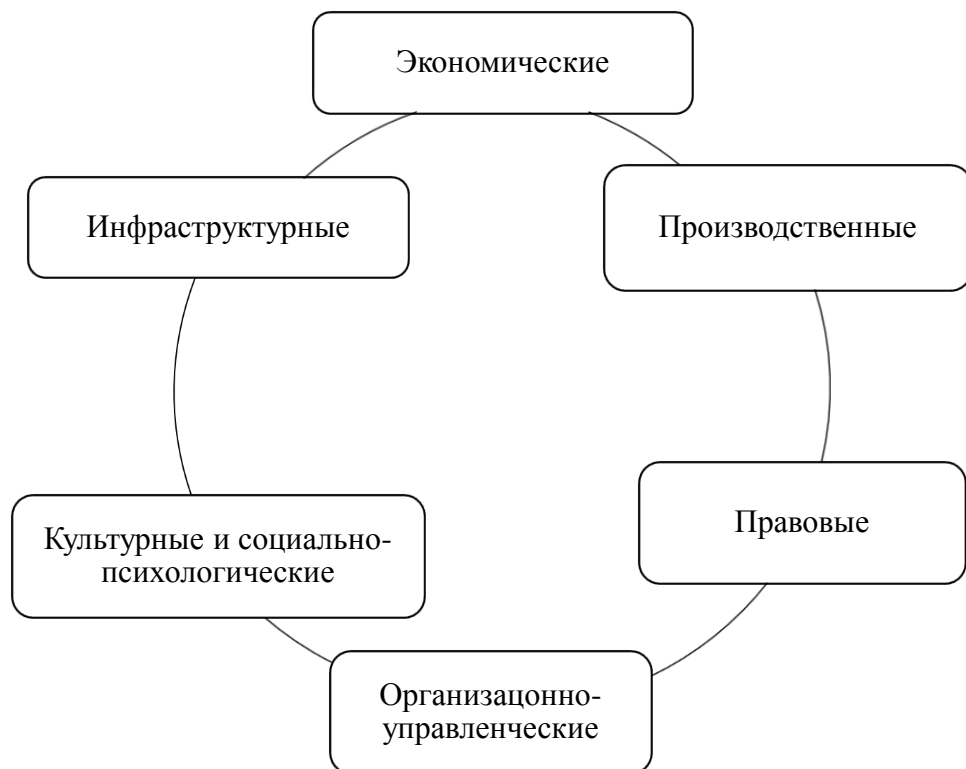 Экономические
Инфраструктурные
Производственные
Культурные и социально-
психологические
Правовые
Организацонно-
управленческие